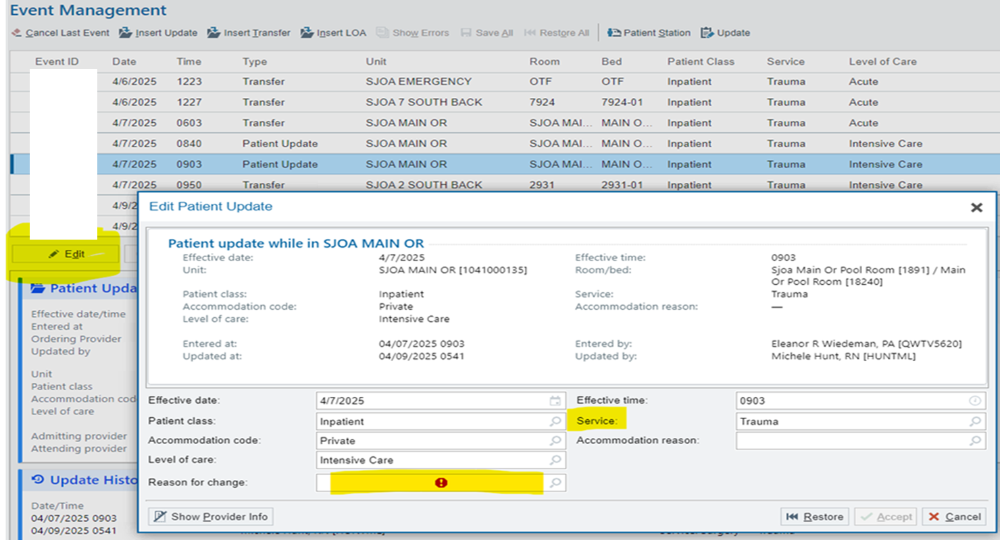 Event Management
Cancel Last Event Insert Update Insert Transfer Insert LOA Show Errors Save All Restore All Patient Station Update
Event ID Date Time Type Unit Room Bed Patient Class Service Level of Care
4/6/2025 1223 Transfer SJOA EMERGENCY OTF OTF Inpatient Trauma Acute
4/6/2025 1227 Transfer SJOA 7 SOUTH BACK 7924 7924-01 Inpatient Trauma Acute
4/7/2025 0603 Transfer SJOA MAIN OR SJOA MAI... MAIN O... Inpatient Trauma Acute
4/7/2025 0840 Patient Update SJOA MAIN OR SJOA MAI... MAIN O... Inpatient Trauma Intensive Care
4/7/2025 0903 Patient Update SJOA MAIN OR SJOA MAI... MAIN O... Inpatient Trauma Intensive Care
4/7/2025 0950 Transfer SJOA 2 SOUTH BACK 2931 2931-01 Inpatient Trauma Intensive Care
4/9/2
4/9/2
Edit
Patient Upda
Effective date/time
Entered at
Ordering Provider
Updated by
Unit
Patient class
Accommodation cod
Level of care
Admitting provider
Attending provider
Update Histo
Date/Time
04/07/2025 0903
04/09/2025 0541
Edit Patient Update
Patient update while in SJOA MAIN OR
Effective date: 4/7/2025 Effective time: 0903
Unit: SJOA MAIN OR [1041000135] Room/bed: Sjoa Main Or Pool Room [1891] / Main
Or Pool Room [18240]
Patient class: Inpatient Service: Trauma
Accommodation code: Private Accommodation reason: —
Level of care: Intensive Care
Entered at: 04/07/2025 0903 Entered by: Eleanor R Wiedeman, PA [QWTV5620]
Updated at: 04/09/2025 0541 Updated by: Michele Hunt, RN [HUNTML]
Effective date: 4/7/2025 Effective time: 0903
Patient class: Inpatient Service: Trauma
Accommodation code: Private Accommodation reason:
Level of care: Intensive Care
Reason for change:
Show Provider Info Restore Accept Cancel